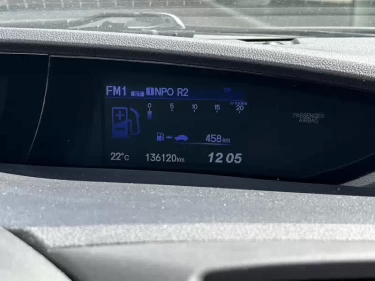 FM1 NPO R2
0 5 10 15 20
PASSENGER
AIRBAG
458km
22°C 136120km 12 05